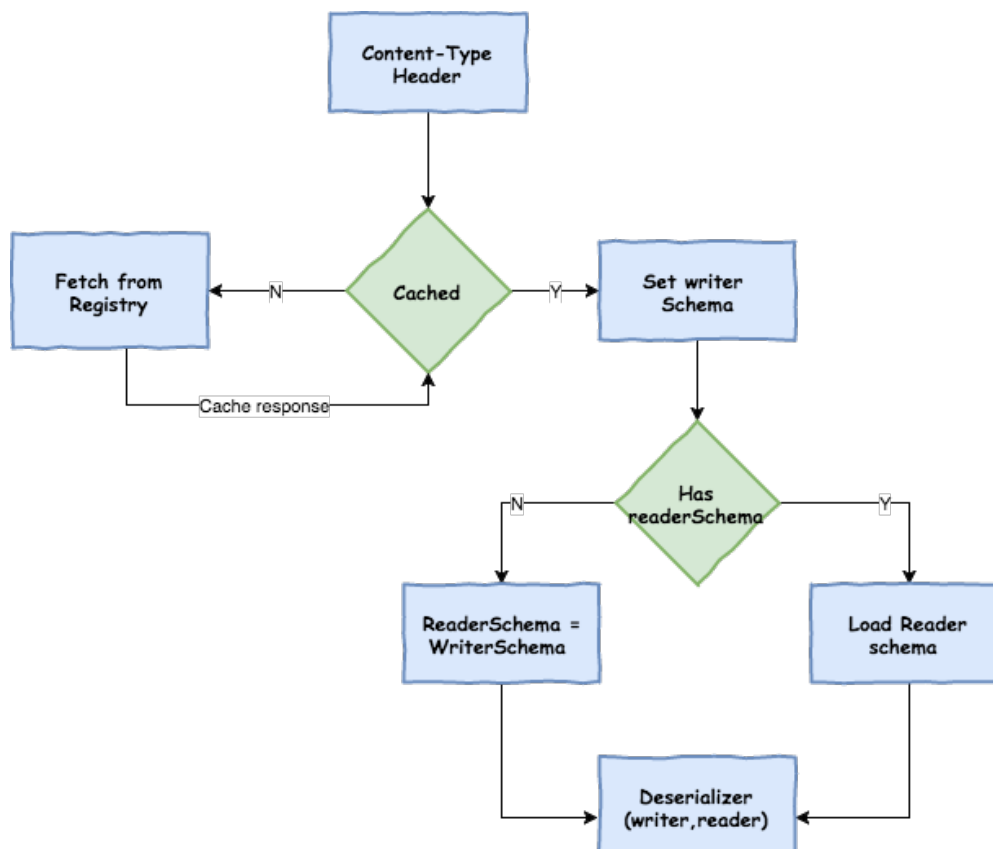 Content-Type
Header
Fetch from
Registry
N
Cached
Y
Set writer
Schema
Cache response
N
Has
readerSchema
Y
ReaderSchema =
WriterSchema
Load Reader
schema
Deserializer
(writer,reader)